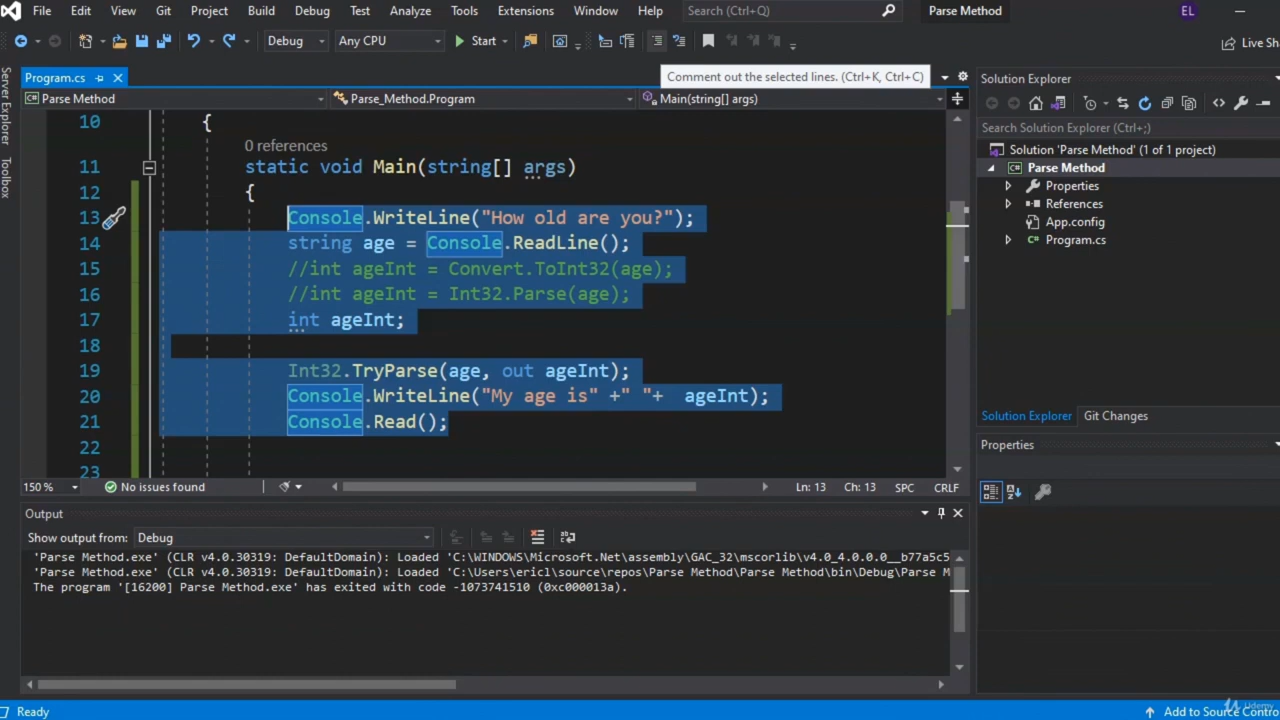 File Edit View Git Project Build Debug Test Analyze Tools Extensions Window Help Search (Ctrl+Q) Parse Method EL
Debug Any CPU Start Live Sh
Server Explorer
Toolbox
Program.cs
Comment out the selected lines. (Ctrl+K, Ctrl+C)
Parse Method Parse_Method.Program Main(string[] args)
10 {
0 references
11 static void Main(string[] args)
12 {
13 Console.WriteLine("How old are you?");
14 string age = Console.ReadLine();
15 //int ageInt = Convert.ToInt32(age);
16 //int ageInt = Int32.Parse(age);
17 int ageInt;
18
19 Int32.TryParse(age, out ageInt);
20 Console.WriteLine("My age is" +" "+  ageInt);
21 Console.Read();
22
23
150 % No issues found Ln: 13 Ch: 13 SPC CRLF
Output
Show output from: Debug
'Parse Method.exe' (CLR v4.0.30319: DefaultDomain): Loaded 'C:\WINDOWS\Microsoft.Net\assembly\GAC_32\mscorlib\v4.0_4.0.0.0__b77a5c5
'Parse Method.exe' (CLR v4.0.30319: DefaultDomain): Loaded 'C:\Users\ericl\source\repos\Parse Method\Parse Method\bin\Debug\Parse M
The program '[16200] Parse Method.exe' has exited with code -1073741510 (0xc000013a).
Solution Explorer
Search Solution Explorer (Ctrl+;)
Solution 'Parse Method' (1 of 1 project)
Parse Method
Properties
References
App.config
Program.cs
Solution Explorer Git Changes
Properties
Ready Add to Source Contro
Udemy